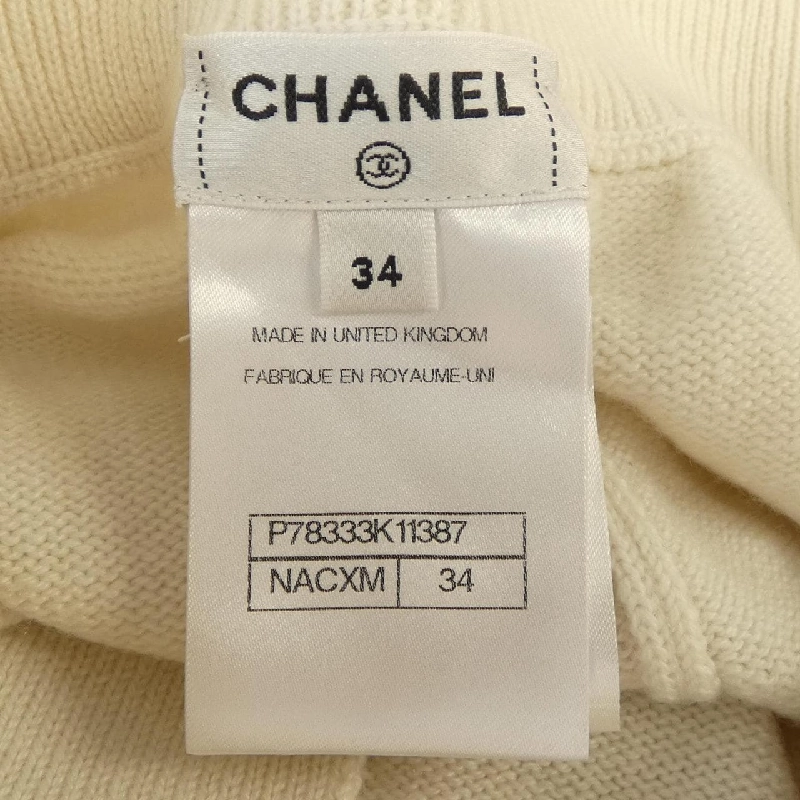 CHANEL
34
MADE IN UNITED KINGDOM
FABRIQUE EN ROYAUME-UNI
P78333K11387
NACXM 34